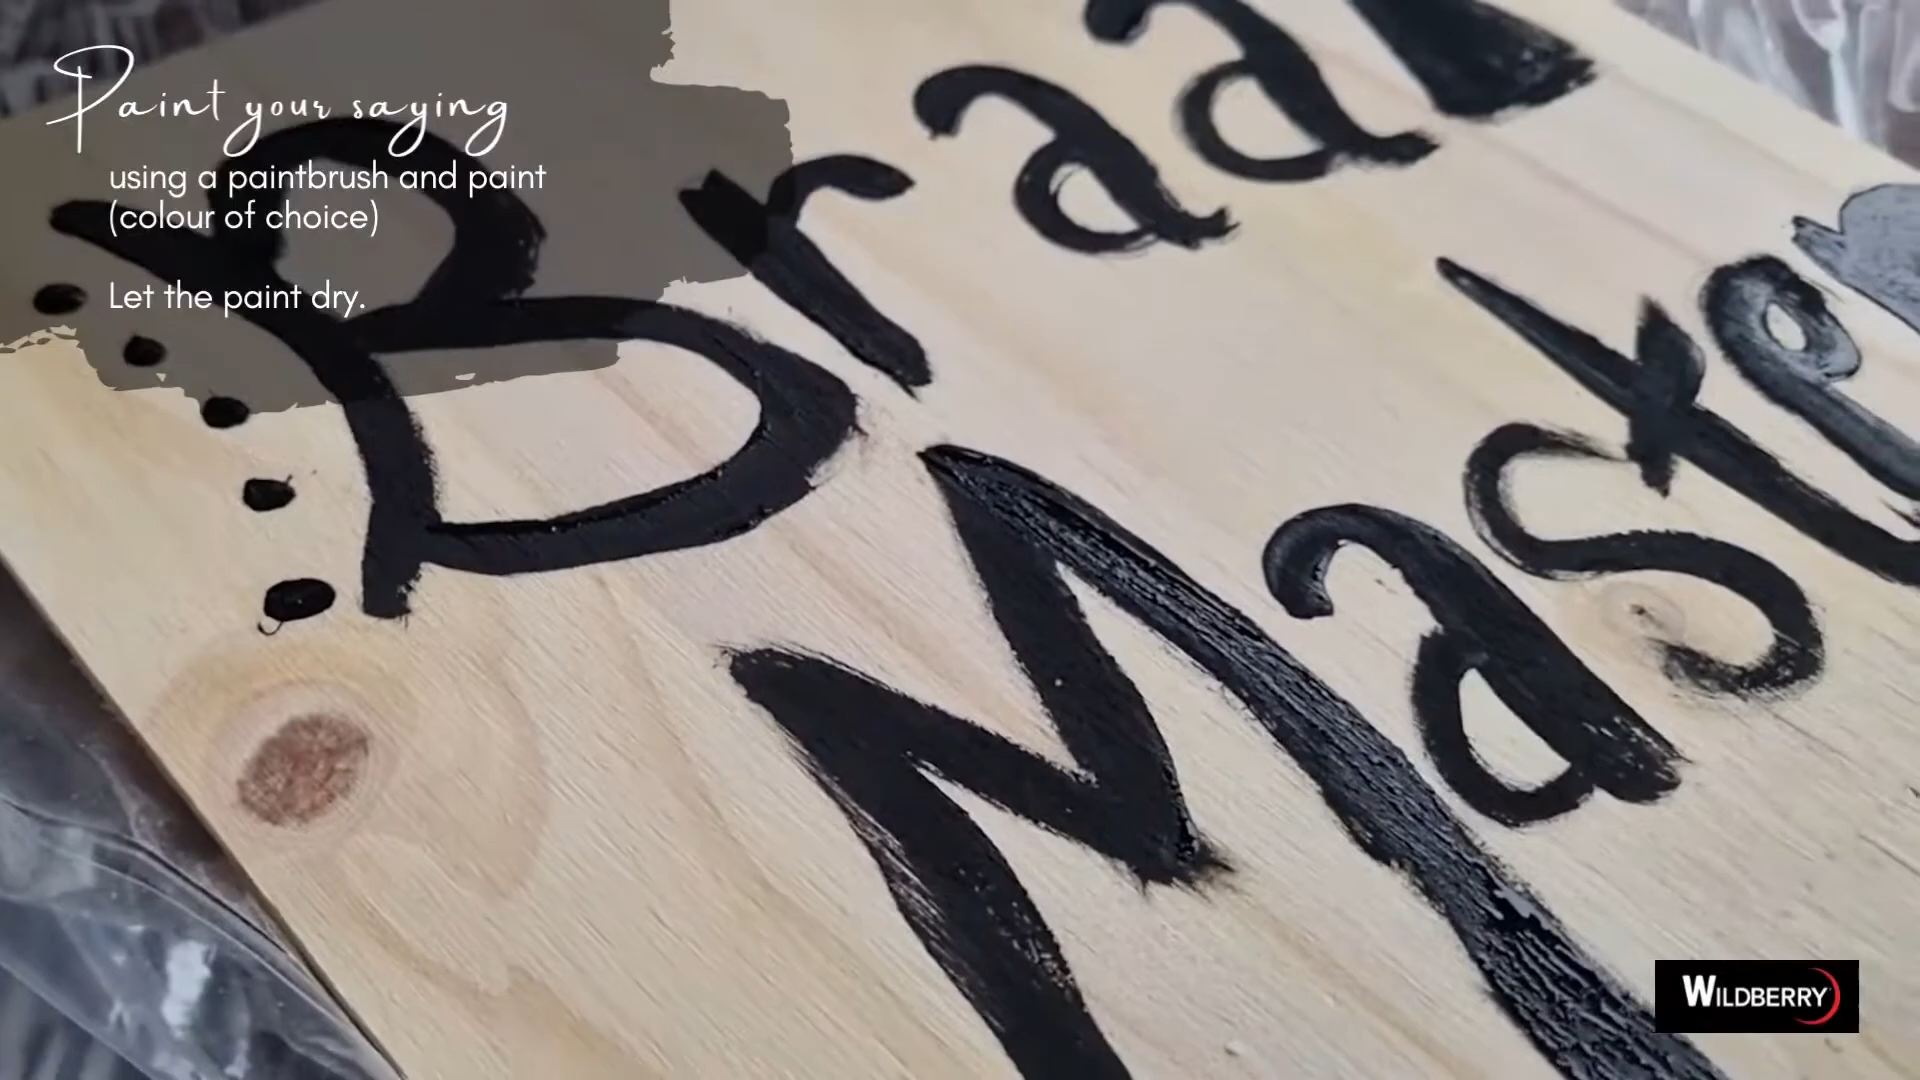 Paint your saying
using a paintbrush and paint
(colour of choice)
Let the paint dry.
Braai
Master
WILDBERRY